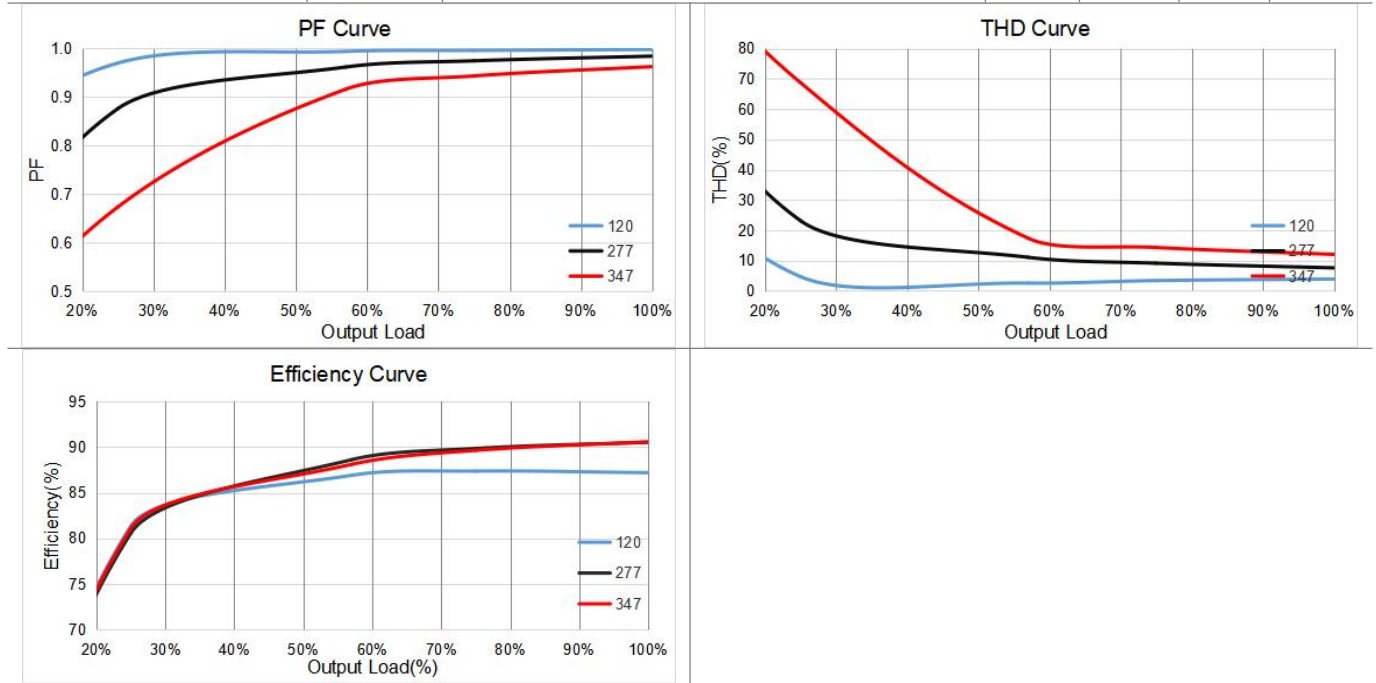 PF Curve
1.0
0.9
0.8
0.7
0.6
0.5
PF
120
277
347
20% 30% 40% 50% 60% 70% 80% 90% 100%
Output Load
THD Curve
80
70
60
50
40
30
20
10
0
THD(%)
120
277
347
20% 30% 40% 50% 60% 70% 80% 90% 100%
Output Load
Efficiency Curve
95
90
85
80
75
70
Efficiency(%)
120
277
347
20% 30% 40% 50% 60% 70% 80% 90% 100%
Output Load(%)